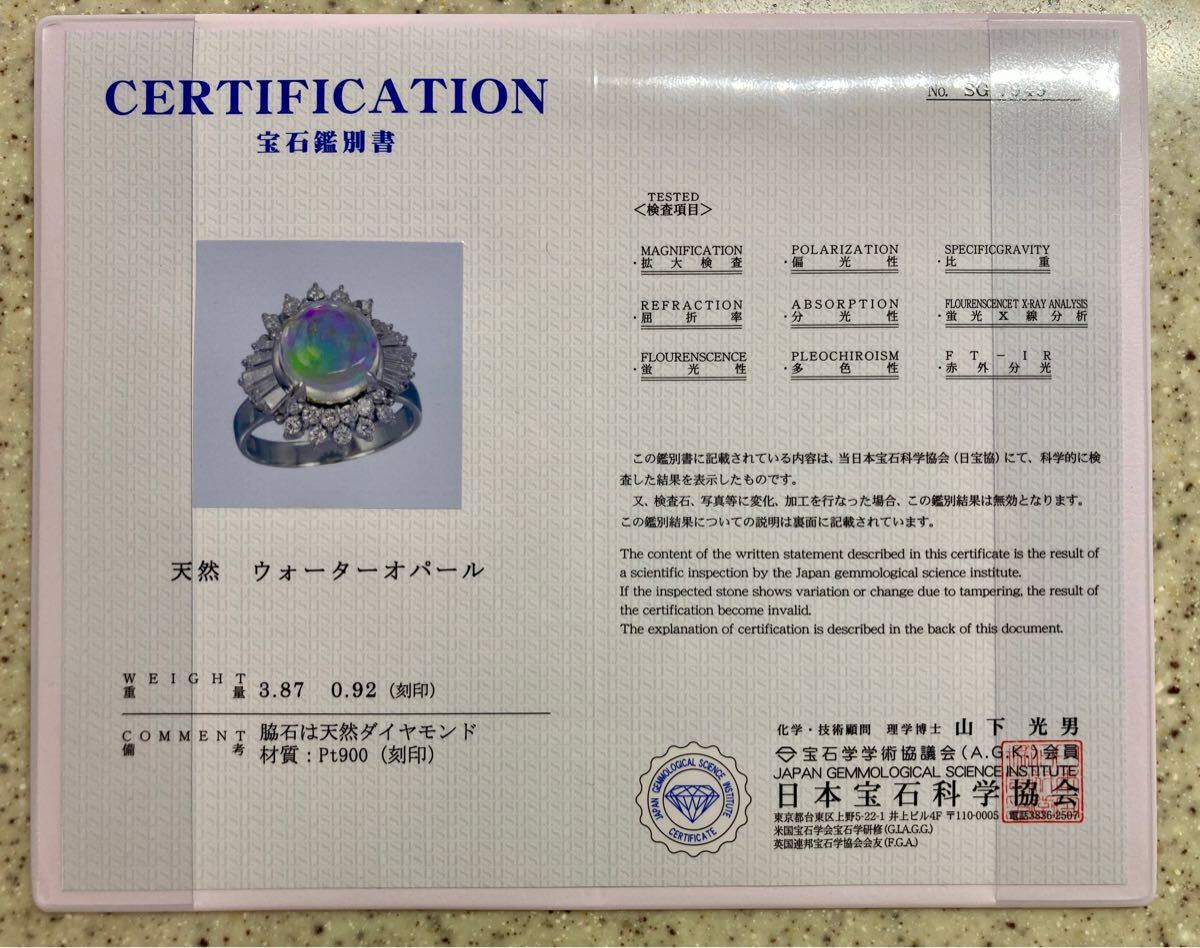 CERTIFICATION
宝石鑑別書
No. SG
TESTED
<検査項目>
MAGNIFICATION
・拡大検査
POLARIZATION
・偏光性
SPECIFICGRAVITY
・比重
REFRACTION
・屈折率
ABSORPTION
・分光性
FLOURENSCENCET X-RAY ANALYSIS
・蛍光X線分析
FLOURENSCENCE
・蛍光性
PLEOCHIROISM
・多色性
FT-IR
・赤外分光
天然 ウォーターオパール
WEIGHT
重量 3.87 0.92 (刻印)
COMMENT
備考
脇石は天然ダイヤモンド
材質：Pt900 (刻印)
この鑑別書に記載されている内容は、当日本宝石科学協会(日宝協)にて、科学的に検
査した結果を表示したものです。
又、検査石、写真等に変化、加工を行なった場合、この鑑別結果は無効となります。
この鑑別結果についての説明は裏面に記載されています。
The content of the written statement described in this certificate is the result of
a scientific inspection by the Japan gemmological science institute.
If the inspected stone shows variation or change due to tampering, the result of
the certification become invalid.
The explanation of certification is described in the back of this document.
JAPAN GEMMOLOGICAL SCIENCE INSTITUTE
CERTIFICATE
化学・技術顧問 理学博士 山下光男
宝石学学術協議会(A.G.K.)会員
JAPAN GEMMOLOGICAL SCIENCE INSTITUTE
日本宝石科学協会
東京都台東区上野5-22-1 井上ビル4F 〒110-0005 電話3836-2507
米国宝石学会宝石学研修(G.I.A.G.G.)
英国連邦宝石学協会会友(F.G.A.)